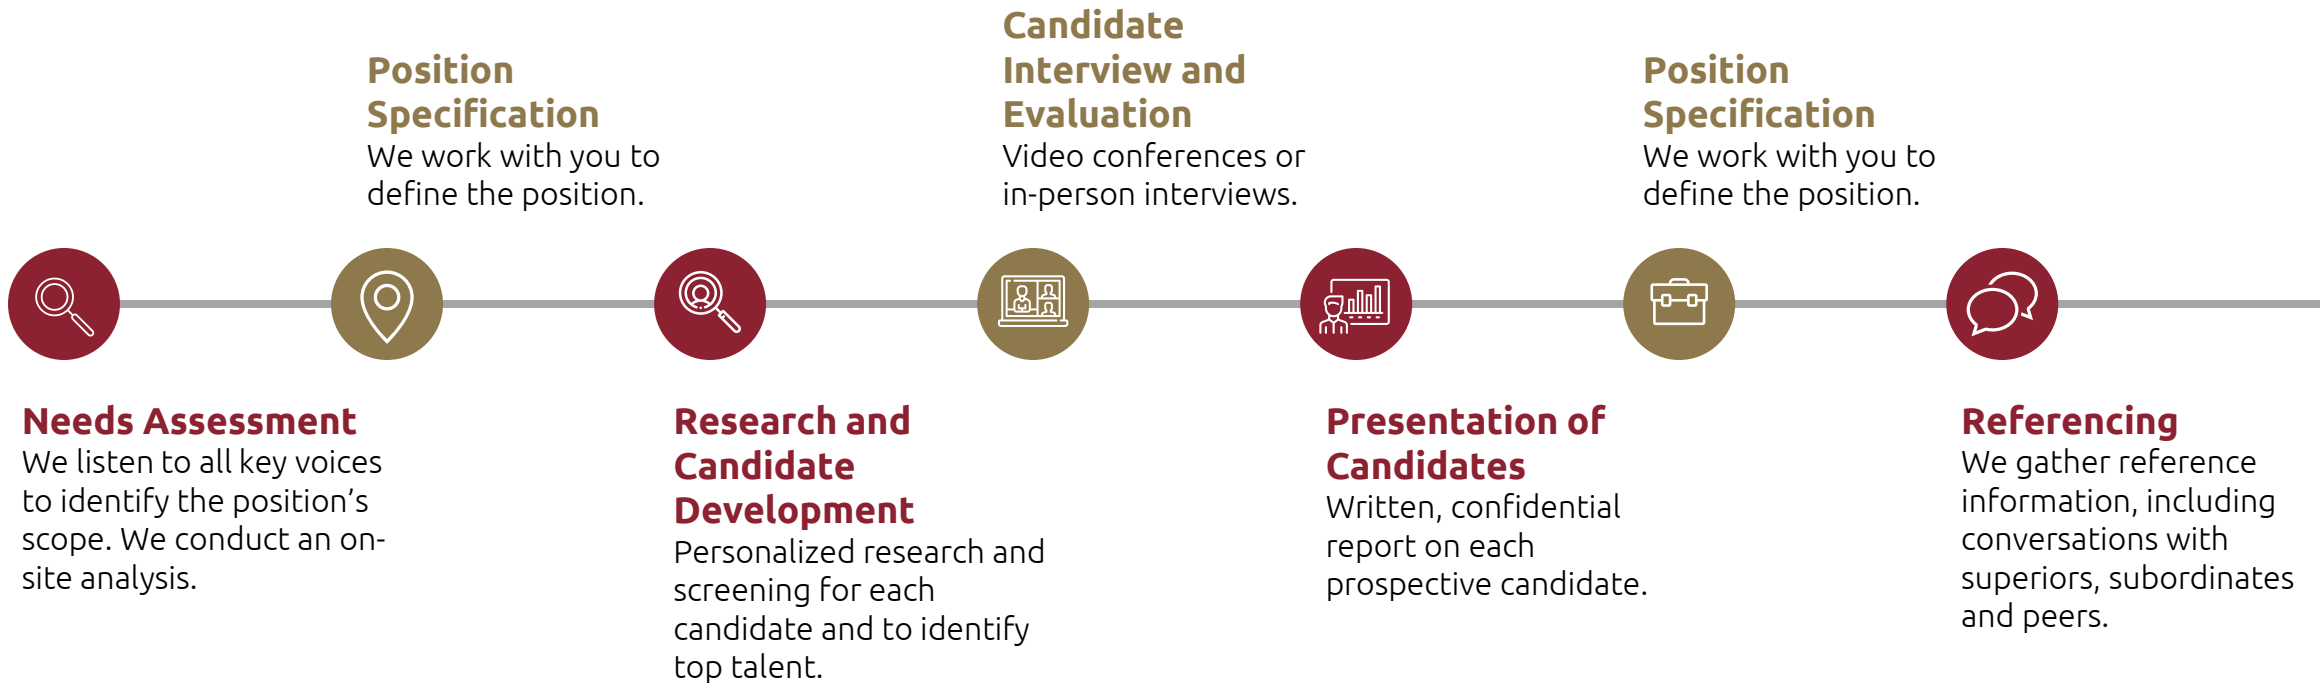 Needs Assessment
We listen to all key voices
to identify the position’s
scope. We conduct an on-
site analysis.
Position
Specification
We work with you to
define the position.
Research and
Candidate
Development
Personalized research and
screening for each
candidate and to identify
top talent.
Candidate
Interview and
Evaluation
Video conferences or
in-person interviews.
Presentation of
Candidates
Written, confidential
report on each
prospective candidate.
Position
Specification
We work with you to
define the position.
Referencing
We gather reference
information, including
conversations with
superiors, subordinates
and peers.